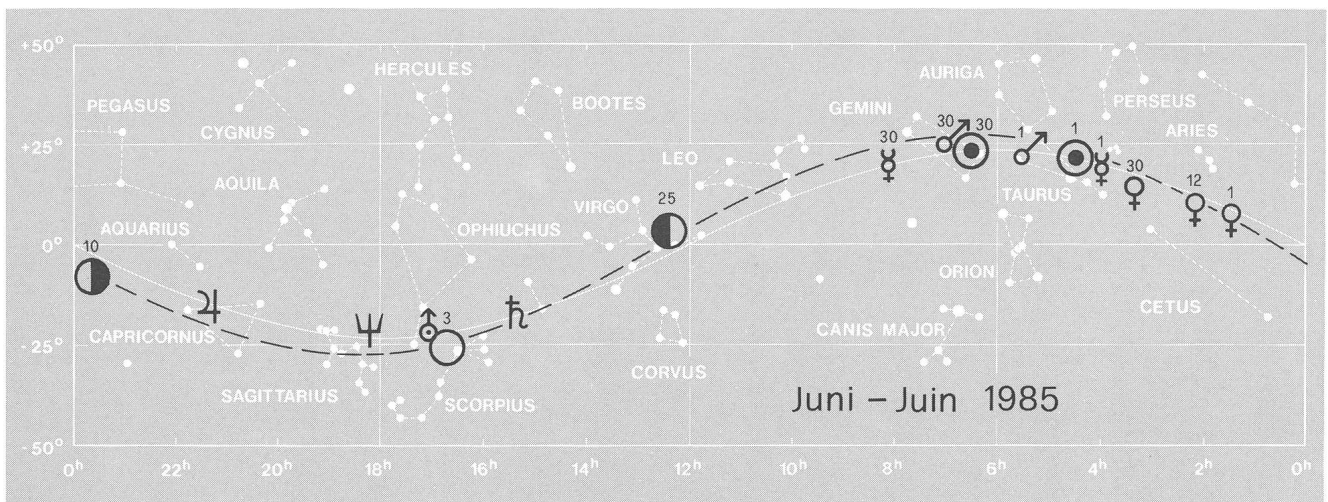 +50°
HERCULES
AURIGA
PEGASUS
BOOTES
GEMINI
PERSEUS
CYGNUS
30 30 1 1 1
ARIES
+25°
30
LEO
30
12
1
AQUILA
25
VIRGO
TAURUS
AQUARIUS
OPHIUCHUS
10
0°
ORION
3
CETUS
CAPRICORNUS
CANIS MAJOR
-25°
CORVUS
SAGITTARIUS
SCORPIUS
Juni – Juin 1985
-50°
0h 22h 20h 18h 16h 14h 12h 10h 8h 6h 4h 2h 0h